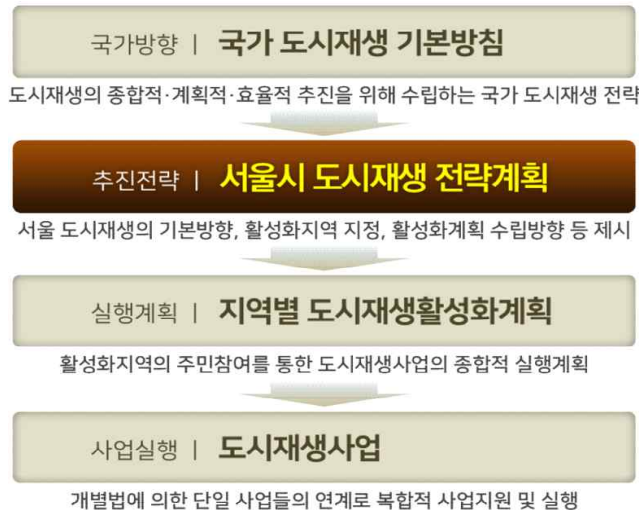 국가방향 | 국가 도시재생 기본방침
도시재생의 종합적·계획적·효율적 추진을 위해 수립하는 국가 도시재생 전략
추진전략 | 서울시 도시재생 전략계획
서울 도시재생의 기본방향, 활성화지역 지정, 활성화계획 수립방향 등 제시
실행계획 | 지역별 도시재생활성화계획
활성화지역의 주민참여를 통한 도시재생사업의 종합적 실행계획
사업실행 | 도시재생사업
개별법에 의한 단일 사업들의 연계로 복합적 사업지원 및 실행